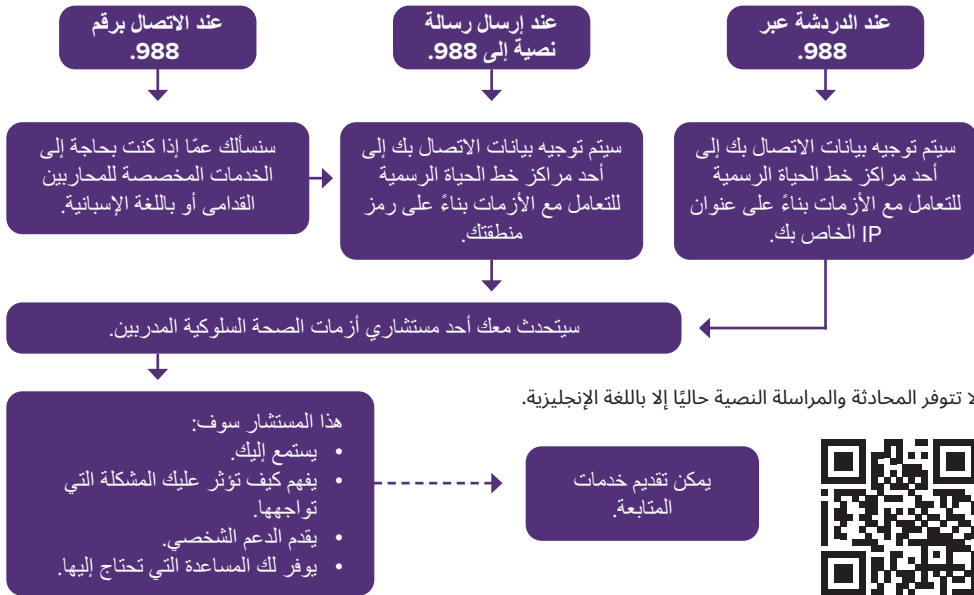 عند الاتصال برقم
988.
عند إرسال رسالة
نصية إلى 988.
عند الدردشة عبر
988.
سنسألك عمّا إذا كنت بحاجة إلى
الخدمات المخصصة للمحاربين
القدامى أو باللغة الإسبانية.
سيتم توجيه بيانات الاتصال بك إلى
أحد مراكز خط الحياة الرسمية
للتعامل مع الأزمات بناءً على رمز
منطقتك.
سيتم توجيه بيانات الاتصال بك إلى
أحد مراكز خط الحياة الرسمية
للتعامل مع الأزمات بناءً على عنوان
IP الخاص بك.
سيتحدث معك أحد مستشاري أزمات الصحة السلوكية المدربين.
لا تتوفر المحادثة والمراسلة النصية حاليًا إلا باللغة الإنجليزية.
هذا المستشار سوف:
• يستمع إليك.
• يفهم كيف تؤثر عليك المشكلة التي
تواجهها.
• يقدم الدعم الشخصي.
• يوفر لك المساعدة التي تحتاج إليها.
يمكن تقديم خدمات
المتابعة.